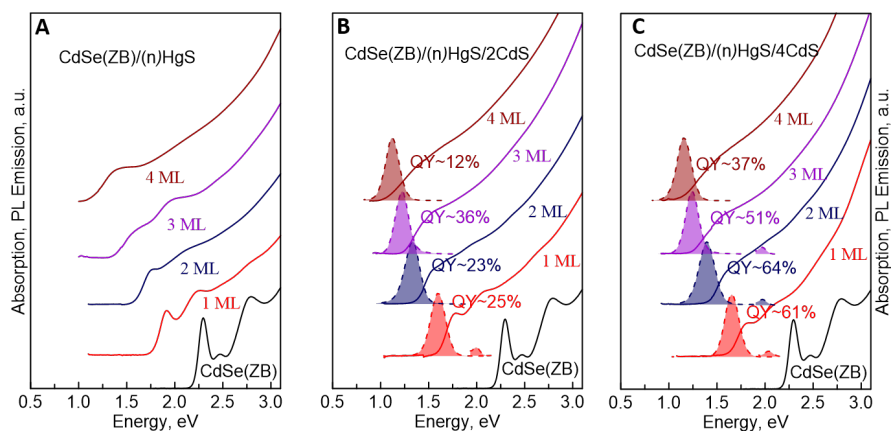 A
CdSe(ZB)/(n)HgS
4 ML
3 ML
2 ML
1 ML
CdSe(ZB)
Absorption, PL Emission, a.u.
0.5 1.0 1.5 2.0 2.5 3.0
Energy, eV
B
CdSe(ZB)/(n)HgS/2CdS
4 ML
QY~12%
3 ML
QY~36%
2 ML
QY~23%
1 ML
QY~25%
CdSe(ZB)
0.5 1.0 1.5 2.0 2.5 3.0
Energy, eV
C
CdSe(ZB)/(n)HgS/4CdS
4 ML
QY~37%
3 ML
QY~51%
2 ML
QY~64%
1 ML
QY~61%
CdSe(ZB)
0.5 1.0 1.5 2.0 2.5 3.0
Energy, eV
Absorption, PL Emission, a.u.